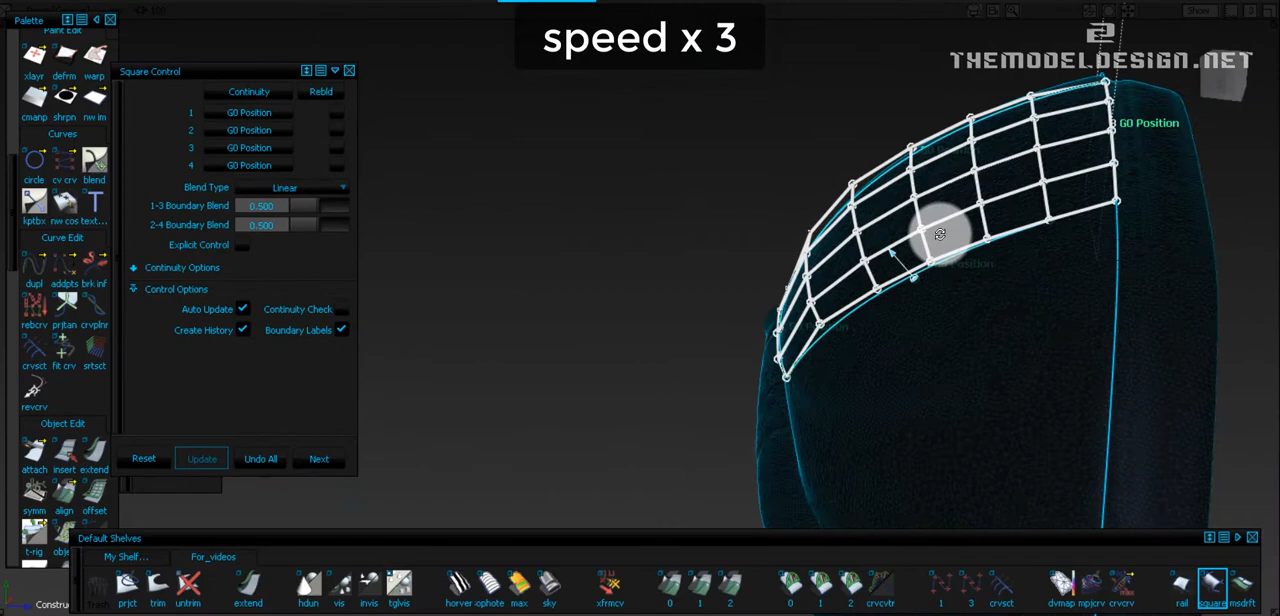 speed x 3
THEMODELDESIGN.NET
Show
Palette
Paint Edit
xlayr defrm warp
cmanp shrpn nw im
Curves
circle cv crv blend
kptbx nw cos text...
Curve Edit
dupl addpts brk inf
rebcrv prjtan crvplnr
crvsct fit crv srtsct
revcrv
Object Edit
attach insert extend
symm align offset
t-rig obje
Square Control
Continuity Rebld
1 G0 Position
2 G0 Position
3 G0 Position
4 G0 Position
Blend Type Linear
1-3 Boundary Blend 0.500
2-4 Boundary Blend 0.500
Explicit Control
Continuity Options
Control Options
Auto Update Continuity Check
Create History Boundary Labels
Reset Update Undo All Next
G0 Position
Default Shelves
My Shelf... For_videos
trash prjct trim untrim extend hdun vis invis tglvis horver xphote max sky xfrmcv 0 1 2 0 1 2 crvcvtr 1 3 crvsct dvmap mpjcrv crvcrv rail square msdrft